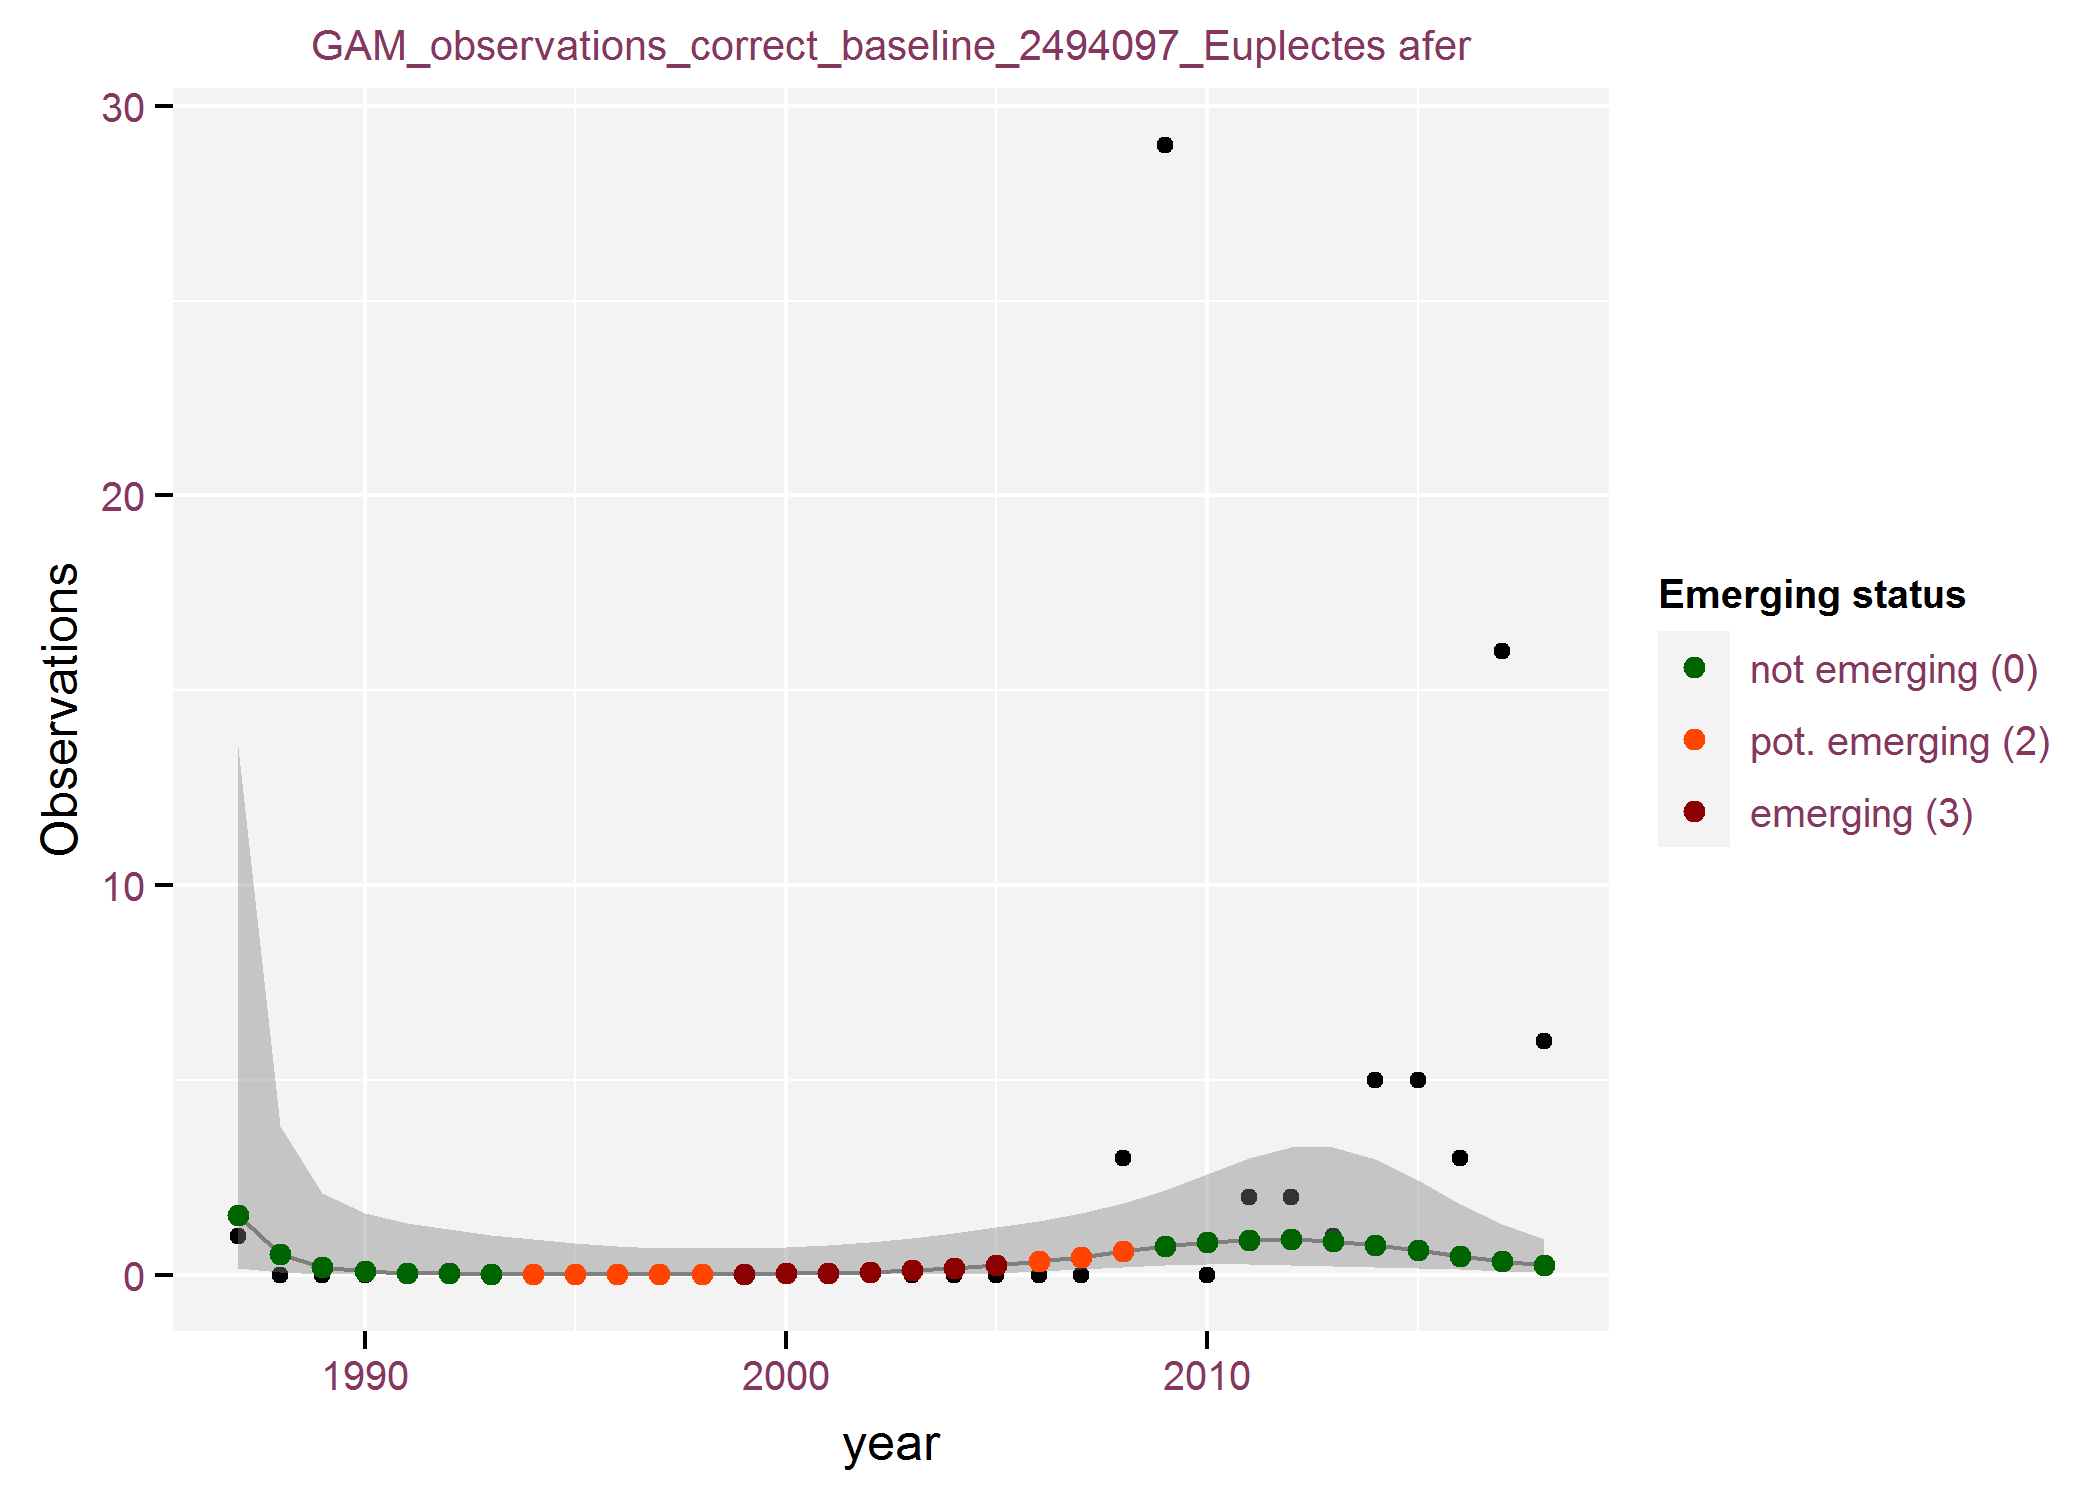 GAM_observations_correct_baseline_2494097_Euplectes afer
30
20
10
0
Observations
1990 2000 2010
year
Emerging status
not emerging (0)
pot. emerging (2)
emerging (3)